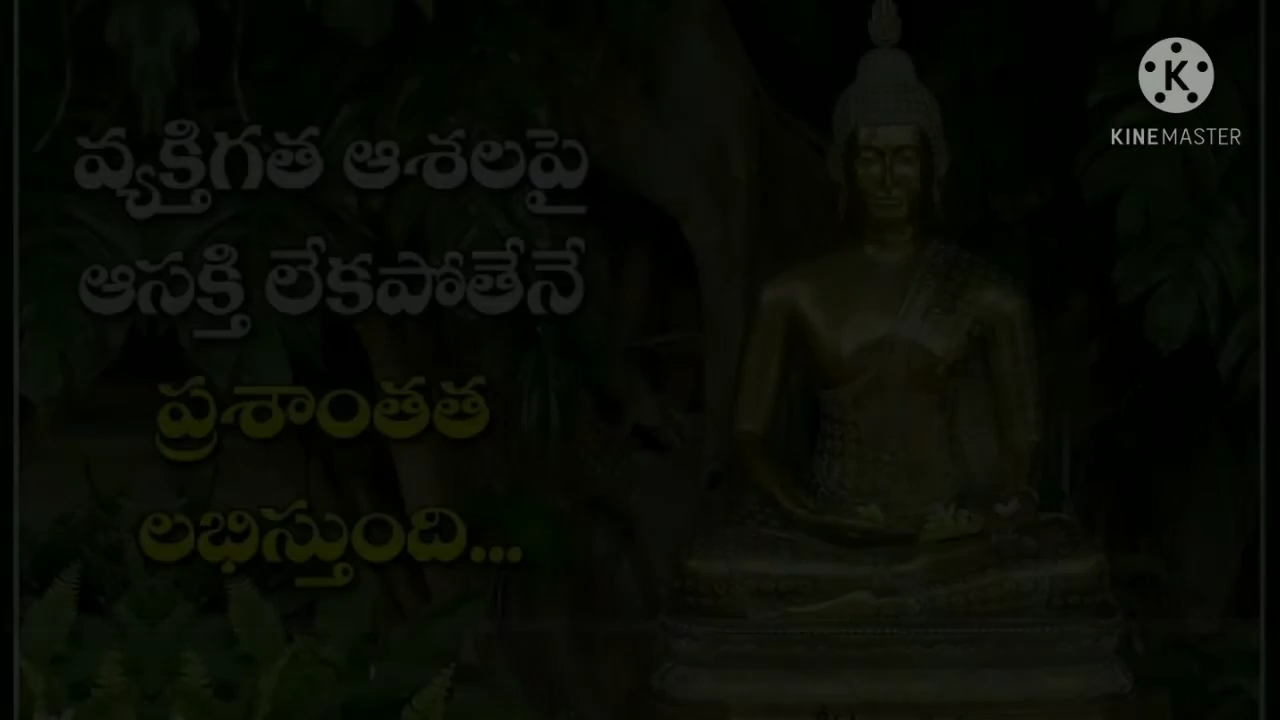 వ్యక్తిగత ఆశలపై
ఆసక్తి లేకపోతేనే
ప్రశాంతత
లభిస్తుంది...
KINEMASTER